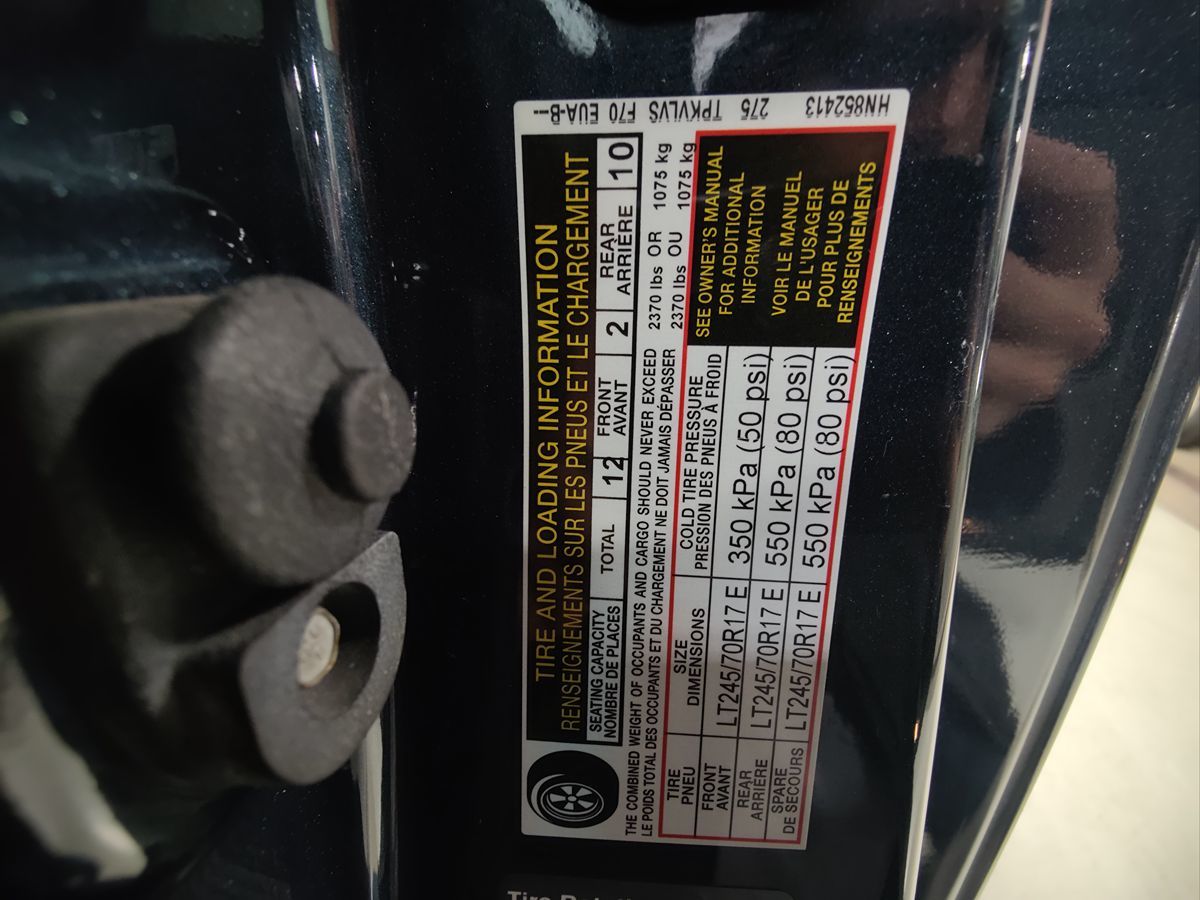 TIRE AND LOADING INFORMATION
RENSEIGNEMENTS SUR LES PNEUS ET LE CHARGEMENT
SEATING CAPACITY
NOMBRE DE PLACES
TOTAL 12
FRONT
AVANT
2
REAR
ARRIÈRE
10
THE COMBINED WEIGHT OF OCCUPANTS AND CARGO SHOULD NEVER EXCEED 2370 lbs OR 1075 kg
LE POIDS TOTAL DES OCCUPANTS ET DU CHARGEMENT NE DOIT JAMAIS DÉPASSER 2370 lbs OU 1075 kg
TIRE
PNEU
SIZE
DIMENSIONS
COLD TIRE PRESSURE
PRESSION DES PNEUS À FROID
FRONT
AVANT
LT245/70R17 E
350 kPa (50 psi)
REAR
ARRIÈRE
LT245/70R17 E
550 kPa (80 psi)
SPARE
DE SECOURS
LT245/70R17 E
550 kPa (80 psi)
SEE OWNER'S MANUAL
FOR ADDITIONAL
INFORMATION
VOIR LE MANUEL
DE L'USAGER
POUR PLUS DE
RENSEIGNEMENTS
HN852413 275 TPKVLVS F70 EUA-B---